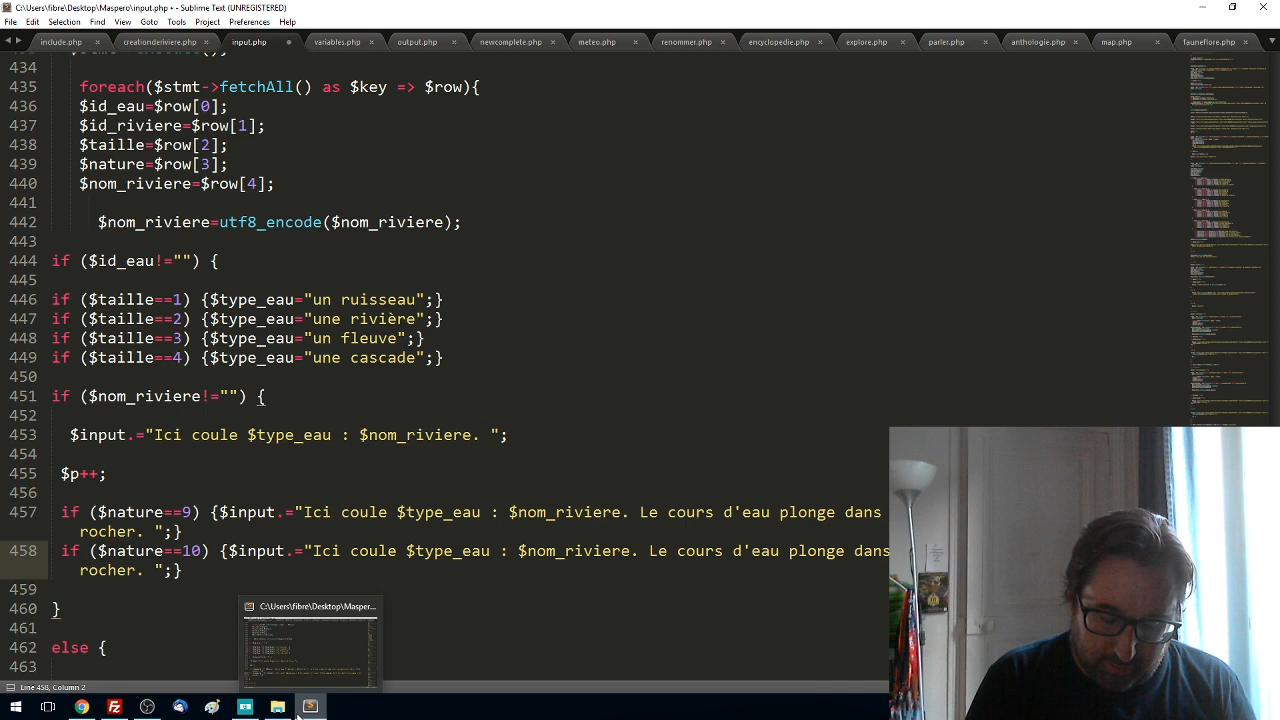 C:\Users\fibre\Desktop\Maspero\input.php • - Sublime Text (UNREGISTERED)
File Edit Selection Find View Goto Tools Project Preferences Help
include.php creationderiviere.php input.php variables.php output.php newcomplete.php meteo.php renommer.php encyclopedie.php explore.php parler.php anthologie.php map.php fauneflore.php
434
435 foreach($stmt->fetchAll() as $key => $row){
436 $id_eau=$row[0];
437 $id_riviere=$row[1];
438 $taille=$row[2];
439 $nature=$row[3];
440 $nom_riviere=$row[4];
441
442 $nom_riviere=utf8_encode($nom_riviere);
443
444 if ($id_eau!="") {
445
446 if ($taille==1) {$type_eau="un ruisseau";}
447 if ($taille==2) {$type_eau="une rivière";}
448 if ($taille==3) {$type_eau="un fleuve";}
449 if ($taille==4) {$type_eau="une cascade";}
450
451 if ($nom_riviere!="") {
452
453 $input.="Ici coule $type_eau : $nom_riviere. ";
454
455 $p++;
456
457 if ($nature==9) {$input.="Ici coule $type_eau : $nom_riviere. Le cours d'eau plonge dans
rocher. ";}
458 if ($nature==10) {$input.="Ici coule $type_eau : $nom_riviere. Le cours d'eau plonge dans
rocher. ";}
459
460 }
461
462 else {
463
C:\Users\fibre\Desktop\Masper...
Line 458, Column 2